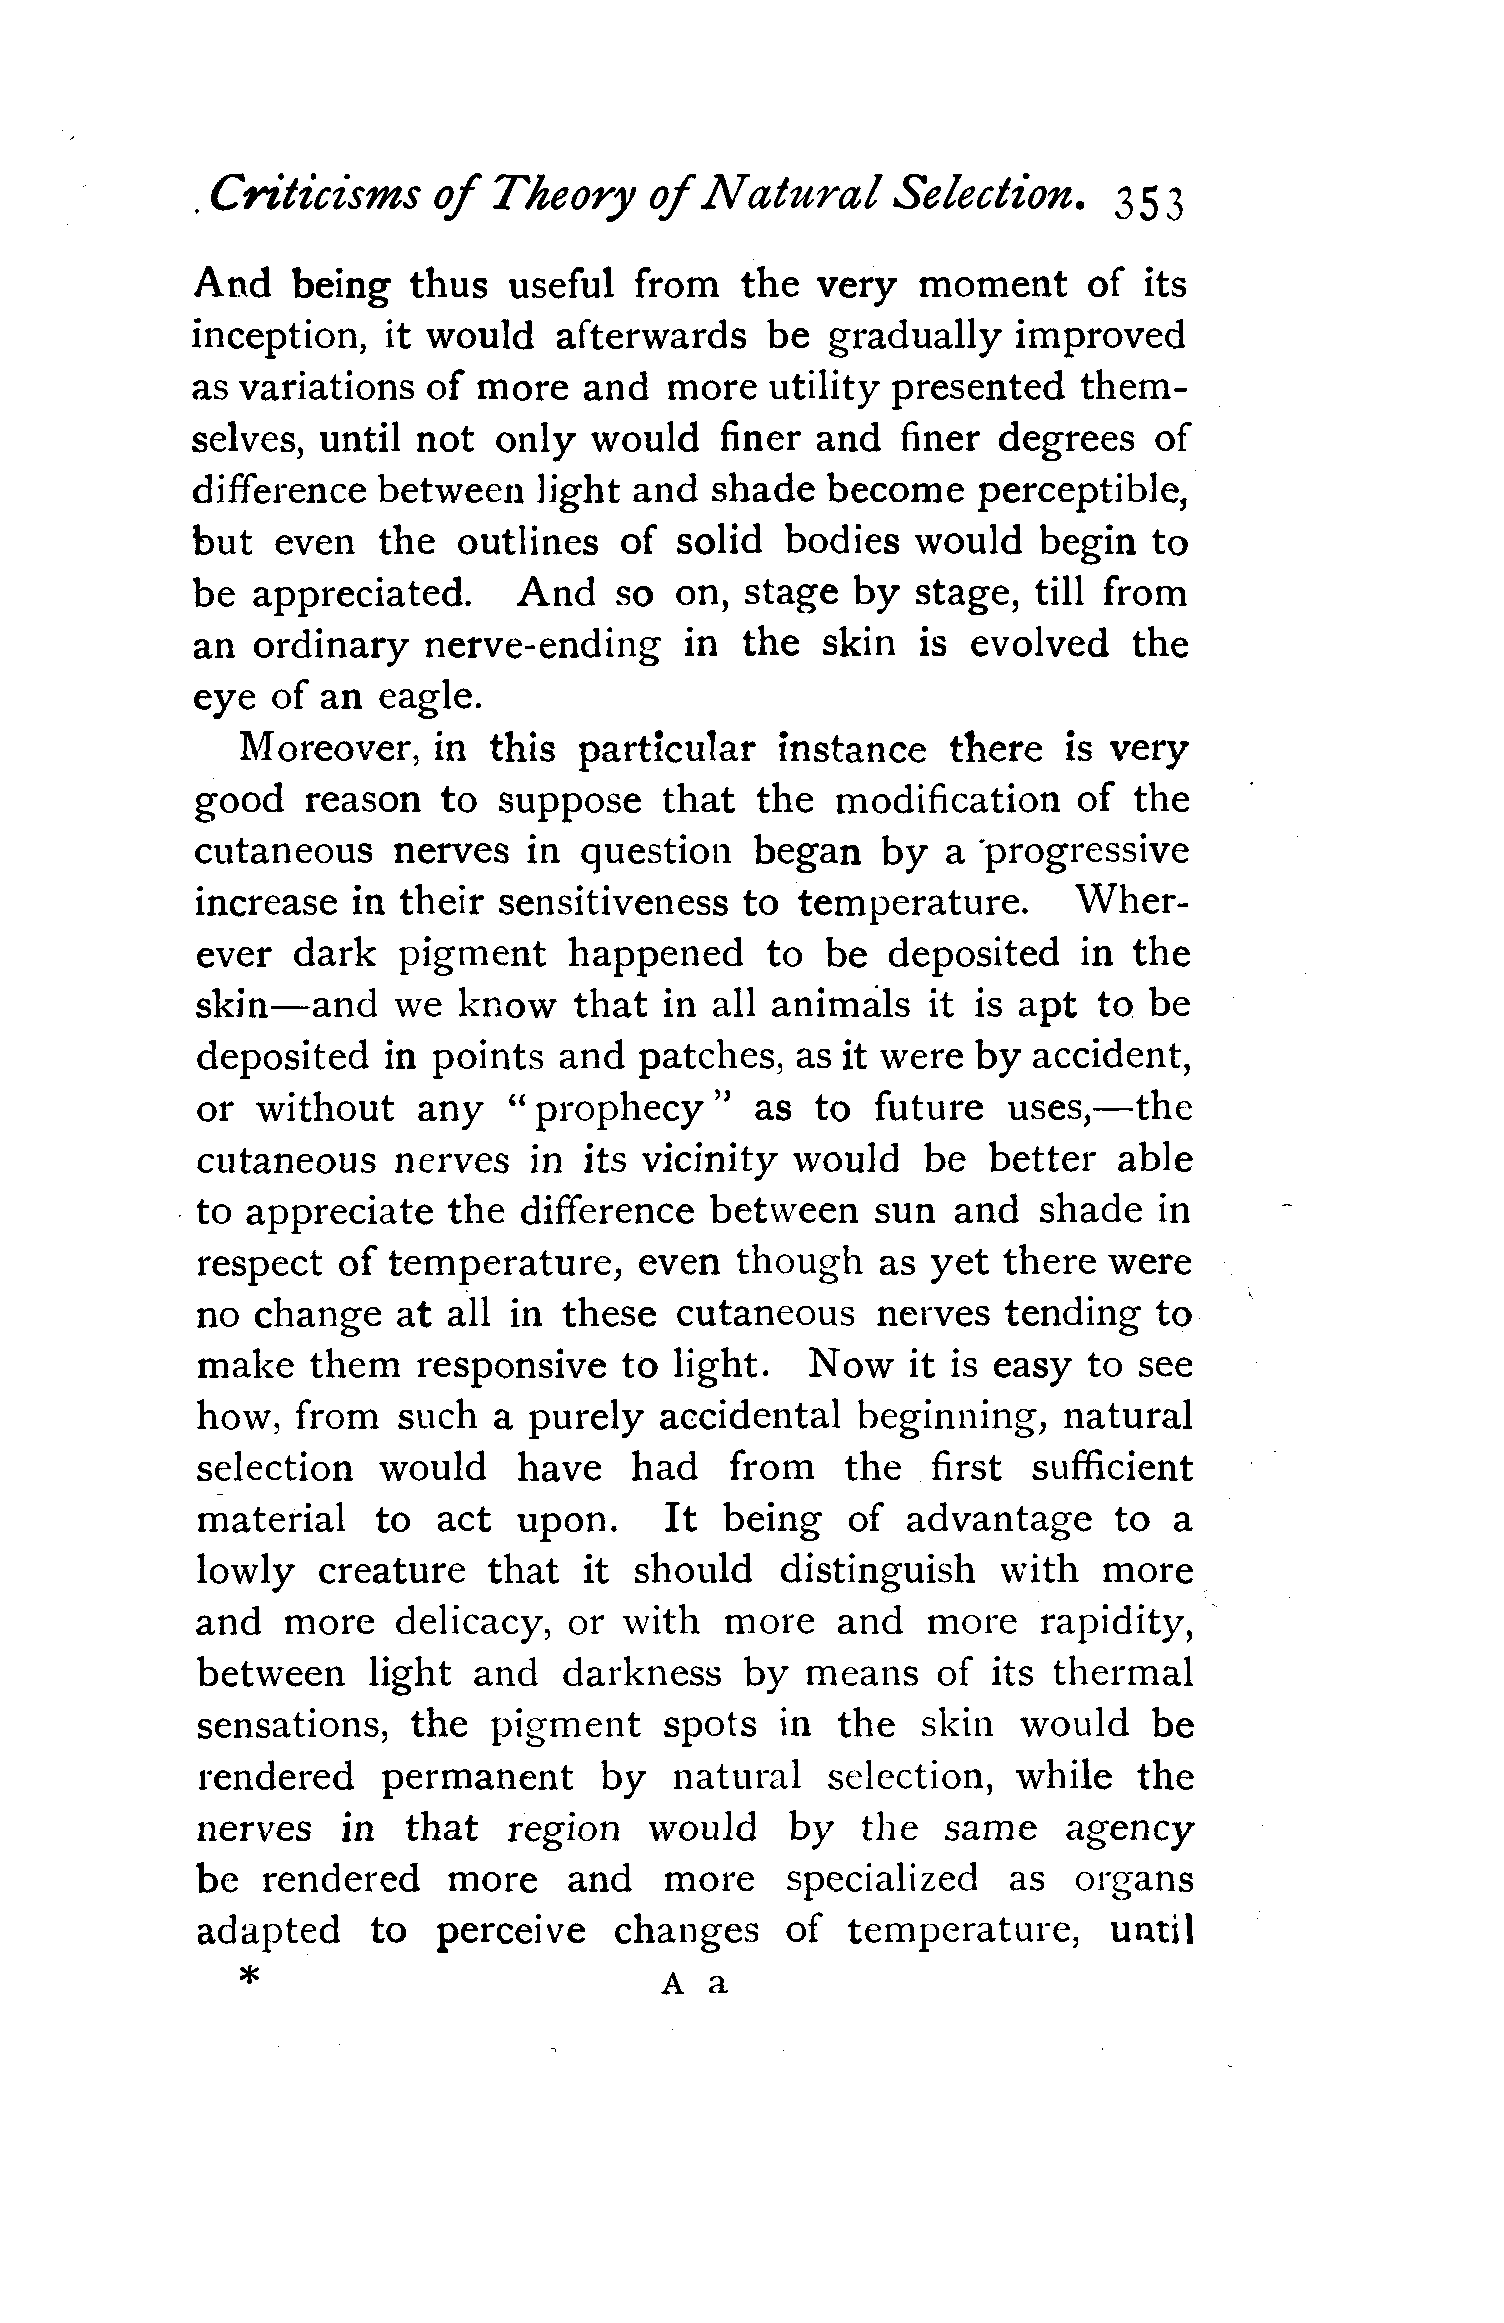 Criticisms of Theory of Natural Selection. 353
And being thus useful from the very moment of its
inception, it would afterwards be gradually improved
as variations of more and more utility presented them-
selves, until not only would finer and finer degrees of
difference between light and shade become perceptible,
but even the outlines of solid bodies would begin to
be appreciated. And so on, stage by stage, till from
an ordinary nerve-ending in the skin is evolved the
eye of an eagle.
Moreover, in this particular instance there is very
good reason to suppose that the modification of the
cutaneous nerves in question began by a progressive
increase in their sensitiveness to temperature. Wher-
ever dark pigment happened to be deposited in the
skin—and we know that in all animals it is apt to be
deposited in points and patches, as it were by accident,
or without any “prophecy” as to future uses,—the
cutaneous nerves in its vicinity would be better able
to appreciate the difference between sun and shade in
respect of temperature, even though as yet there were
no change at all in these cutaneous nerves tending to
make them responsive to light. Now it is easy to see
how, from such a purely accidental beginning, natural
selection would have had from the first sufficient
material to act upon. It being of advantage to a
lowly creature that it should distinguish with more
and more delicacy, or with more and more rapidity,
between light and darkness by means of its thermal
sensations, the pigment spots in the skin would be
rendered permanent by natural selection, while the
nerves in that region would by the same agency
be rendered more and more specialized as organs
adapted to perceive changes of temperature, until
* A a